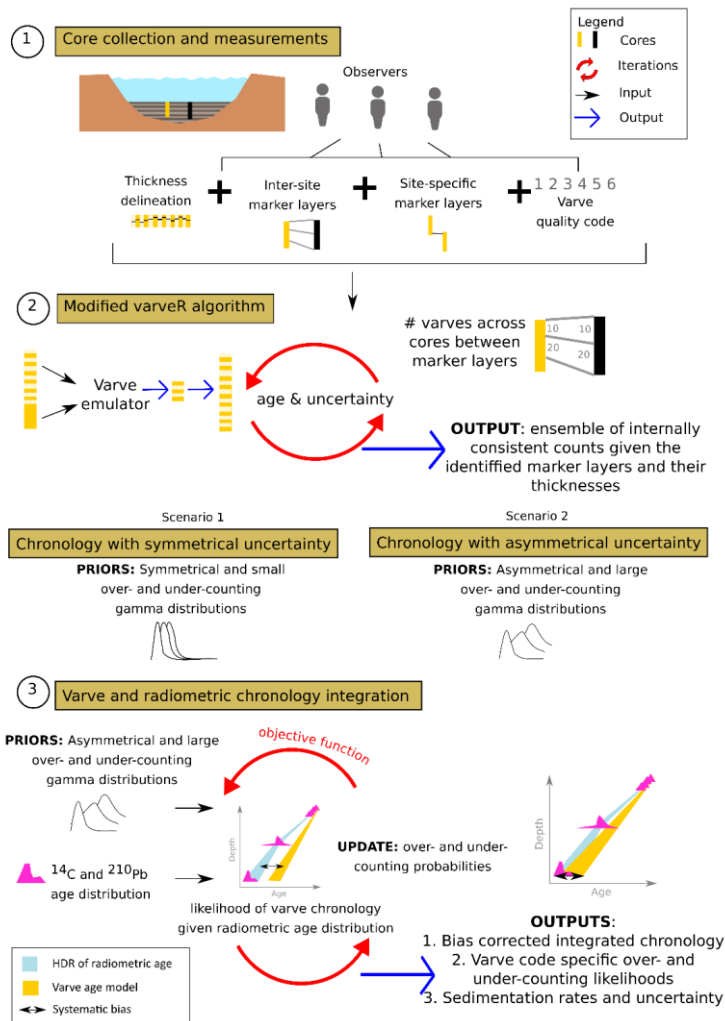 1
Core collection and measurements
Legend
Cores
Iterations
Input
Output
Observers
Thickness
delineation
Inter-site
marker layers
Site-specific
marker layers
1 2 3 4 5 6
Varve
quality code
2
Modified varveR algorithm
# varves across
cores between
marker layers
10
10
20
20
Varve
emulator
age & uncertainty
OUTPUT: ensemble of internally
consistent counts given the
identiffied marker layers and their
thicknesses
Scenario 1
Chronology with symmetrical uncertainty
PRIORS: Symmetrical and small
over- and under-counting
gamma distributions
Scenario 2
Chronology with asymmetrical uncertainty
PRIORS: Asymmetrical and large
over- and under-counting
gamma distributions
3
Varve and radiometric chronology integration
PRIORS: Asymmetrical and large
over- and under-counting
gamma distributions
objective function
14C and 210Pb
age distribution
Depth
Age
UPDATE: over- and under-
counting probabilities
likelihood of varve chronology
given radiometric age distribution
Depth
Age
OUTPUTS:
1. Bias corrected integrated chronology
2. Varve code specific over- and
under-counting likelihoods
3. Sedimentation rates and uncertainty
HDR of radiometric age
Varve age model
Systematic bias